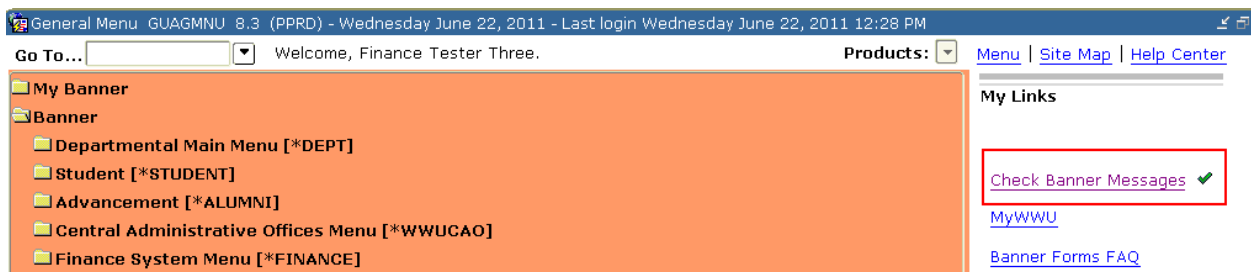 General Menu GUAGMNU 8.3 (PPRD) - Wednesday June 22, 2011 - Last login Wednesday June 22, 2011 12:28 PM
Go To... Welcome, Finance Tester Three. Products: Menu | Site Map | Help Center
My Banner
Banner
Departmental Main Menu [*DEPT]
Student [*STUDENT]
Advancement [*ALUMNI]
Central Administrative Offices Menu [*WWUCAO]
Finance System Menu [*FINANCE]
My Links
Check Banner Messages
MyWWU
Banner Forms FAQ